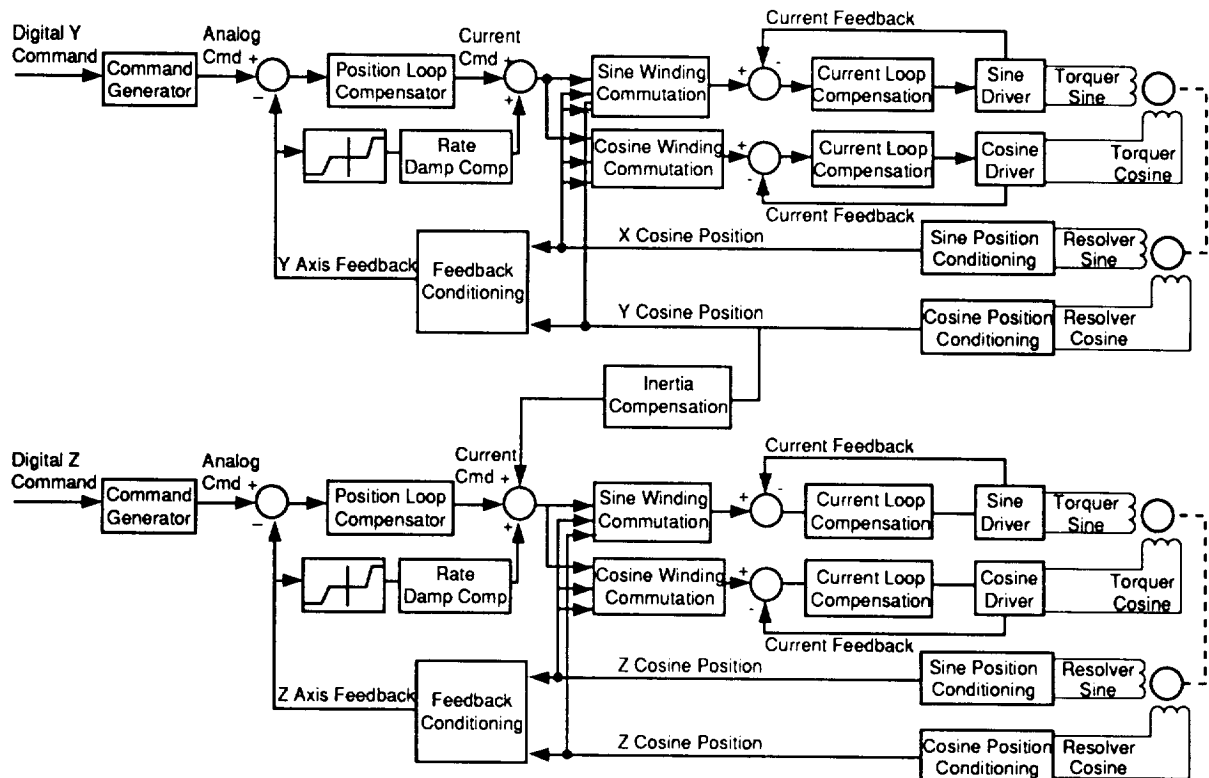 Digital Y
Command
Command
Generator
Analog
Cmd +
−
Position Loop
Compensator
Current
Cmd +
+
Rate
Damp Comp
Sine Winding
Commutation
Cosine Winding
Commutation
Current Feedback
+
-
Current Loop
Compensation
Sine
Driver
Torquer
Sine
+
-
Current Loop
Compensation
Cosine
Driver
Torquer
Cosine
Current Feedback
Y Axis Feedback
Feedback
Conditioning
X Cosine Position
Sine Position
Conditioning
Resolver
Sine
Y Cosine Position
Cosine Position
Conditioning
Resolver
Cosine
Inertia
Compensation
Digital Z
Command
Command
Generator
Analog
Cmd +
−
Position Loop
Compensator
Current +
Cmd
+
Rate
Damp Comp
Sine Winding
Commutation
Cosine Winding
Commutation
Current Feedback
+
-
Current Loop
Compensation
Sine
Driver
Torquer
Sine
+
-
Current Loop
Compensation
Cosine
Driver
Torquer
Cosine
Current Feedback
Z Axis Feedback
Feedback
Conditioning
Z Cosine Position
Sine Position
Conditioning
Resolver
Sine
Z Cosine Position
Cosine Position
Conditioning
Resolver
Cosine